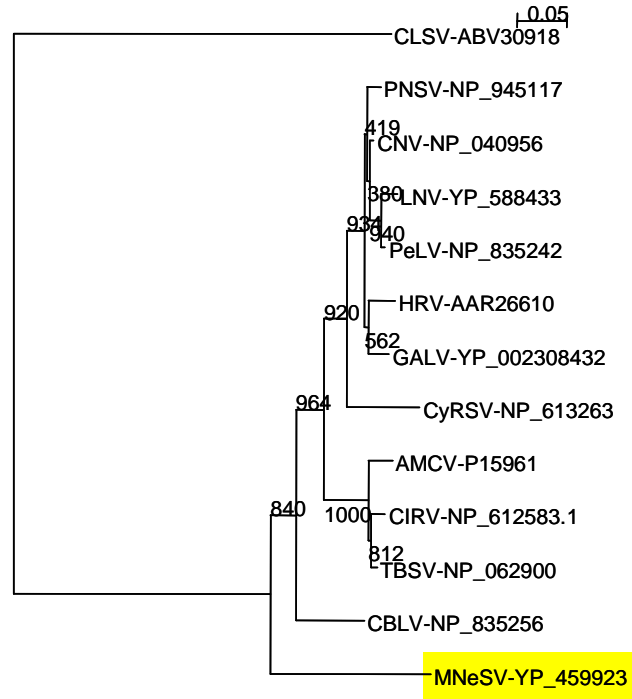 0.05
CLSV-ABV30918
PNSV-NP_945117
419
CNV-NP_040956
380
LNV-YP_588433
934
940
PeLV-NP_835242
HRV-AAR26610
920
562
GALV-YP_002308432
964
CyRSV-NP_613263
AMCV-P15961
840
1000
CIRV-NP_612583.1
812
TBSV-NP_062900
CBLV-NP_835256
MNeSV-YP_459923